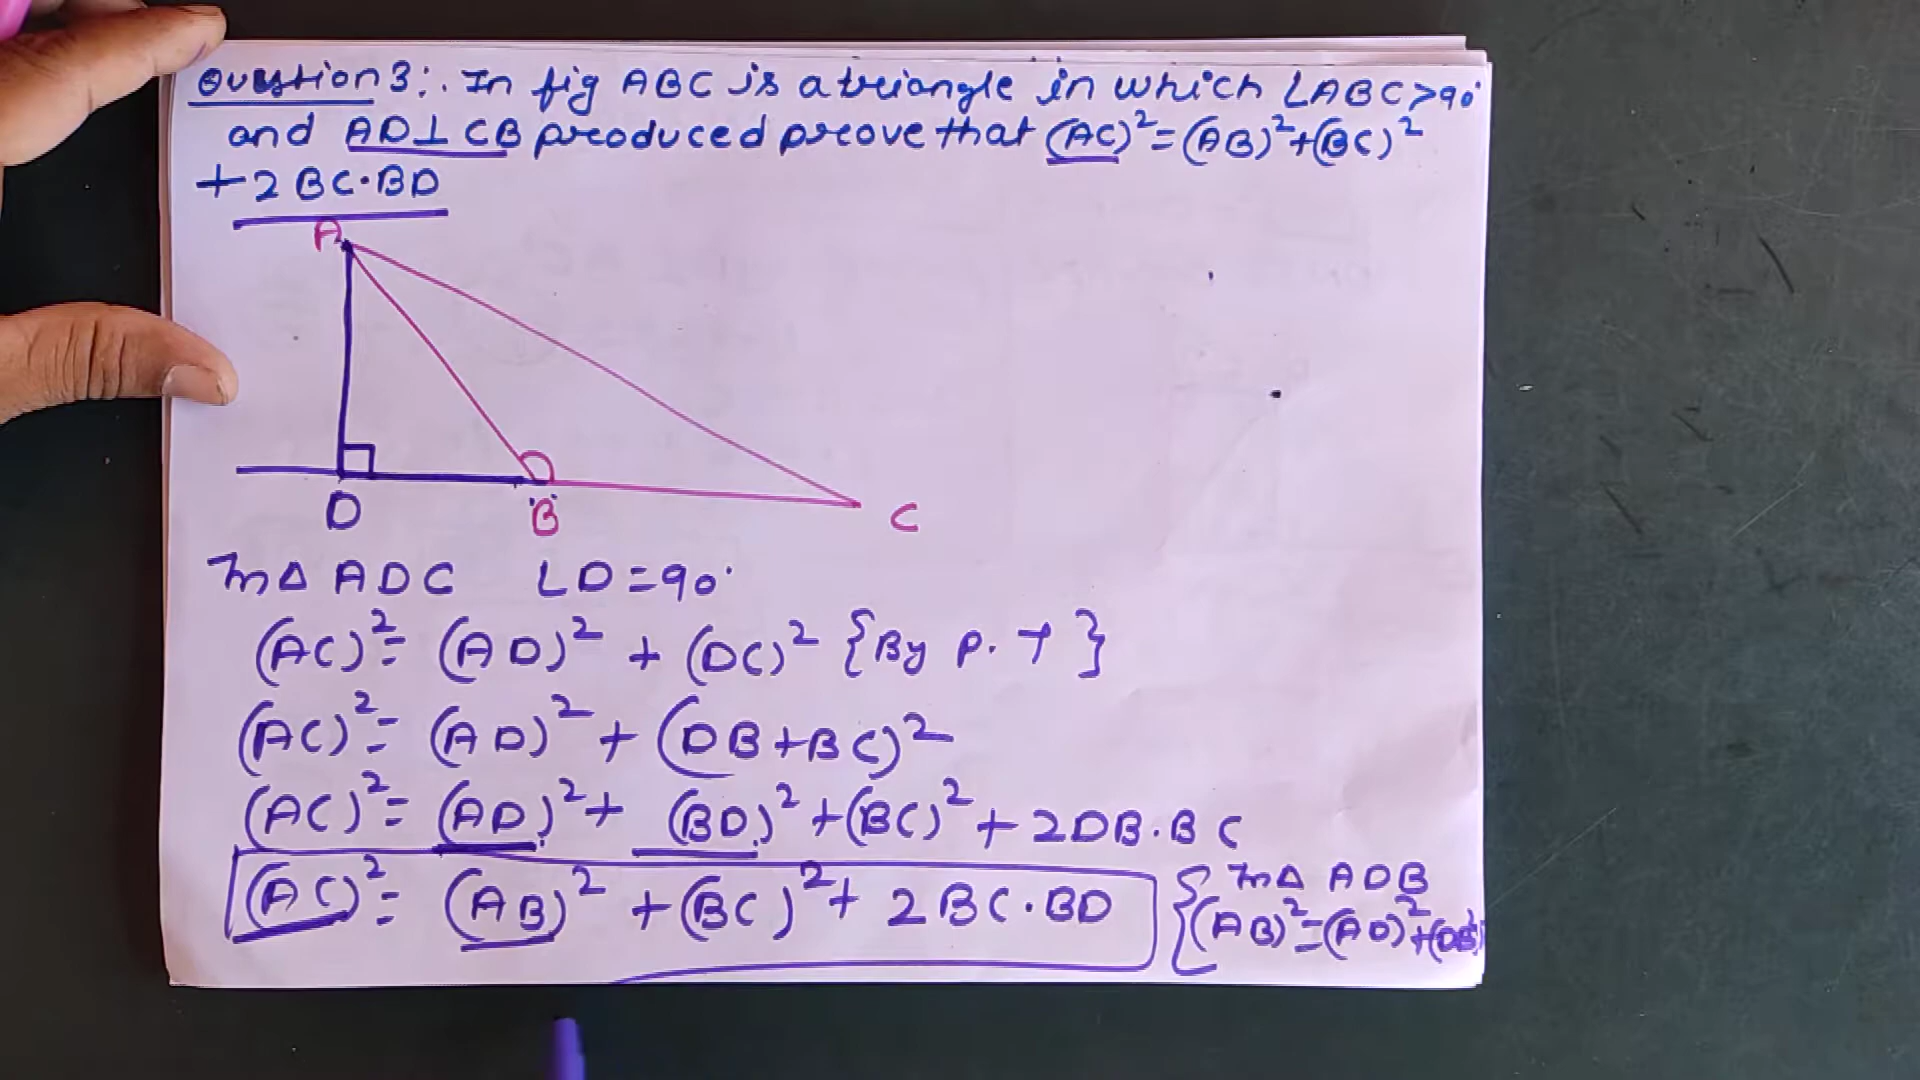 Question 3:. In fig ABC is a triangle in which ∠ABC>90°
and AD⊥CB produced prove that (AC)²=(AB)²+(BC)²
+2BC·BD
A
D
B
C
In△ ADC ∠D=90°
(AC)²= (AD)² + (DC)² {By P.T}
(AC)²= (AD)² + (DB+BC)²
(AC)²= (AD)²+ (BD)²+(BC)²+2DB·BC
(AC)²= (AB)² +(BC)²+ 2BC·BD
{ In△ ADB
(AB)²=(AD)²+(DB)²